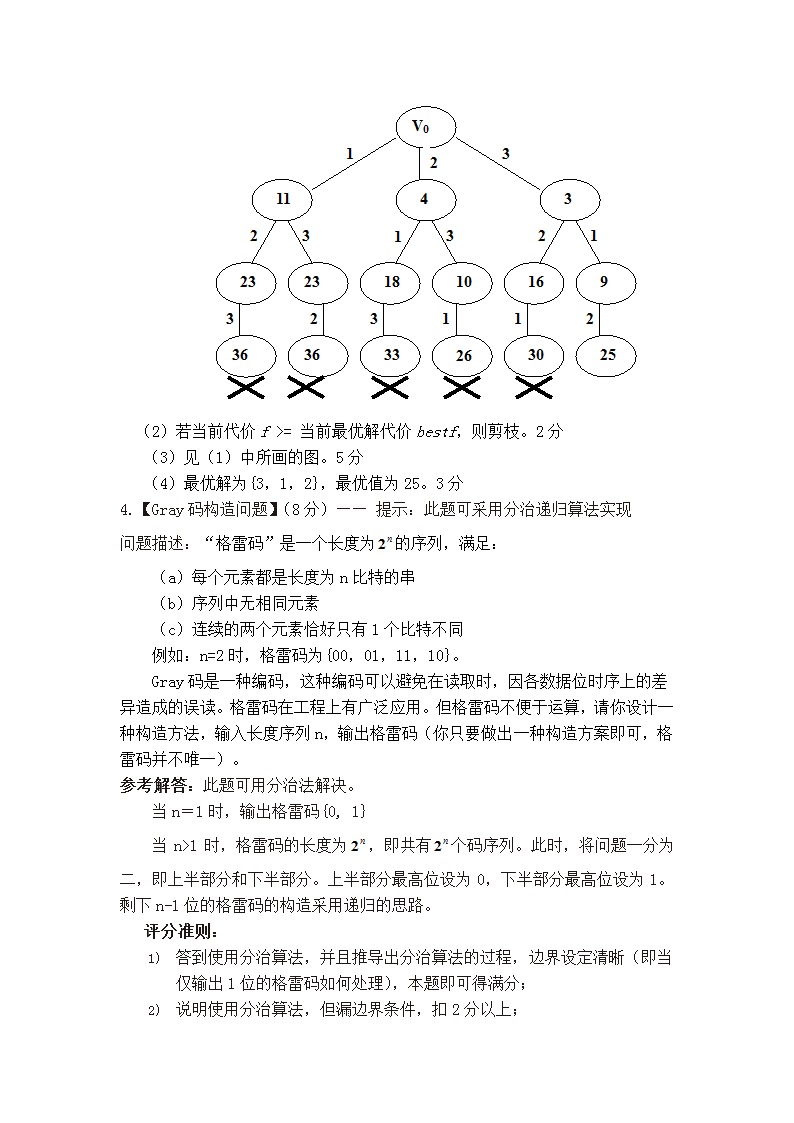 V0
1 2 3
11 4 3
2 3 1 3 2 1
23 23 18 10 16 9
3 2 3 1 1 2
36 36 33 26 30 25
（2）若当前代价 f >= 当前最优解代价 bestf，则剪枝。2分
（3）见（1）中所画的图。5分
（4）最优解为{3，1，2}，最优值为25。3分
4.【Gray码构造问题】（8分）—— 提示：此题可采用分治递归算法实现
问题描述：“格雷码”是一个长度为2ⁿ的序列，满足：
（a）每个元素都是长度为n比特的串
（b）序列中无相同元素
（c）连续的两个元素恰好只有1个比特不同
例如：n=2时，格雷码为{00，01，11，10}。
Gray码是一种编码，这种编码可以避免在读取时，因各数据位时序上的差
异造成的误读。格雷码在工程上有广泛应用。但格雷码不便于运算，请你设计一
种构造方法，输入长度序列n，输出格雷码（你只要做出一种构造方案即可，格
雷码并不唯一）。
参考解答：此题可用分治法解决。
当n＝1时，输出格雷码{0, 1}
当 n>1 时，格雷码的长度为2ⁿ，即共有2ⁿ个码序列。此时，将问题一分为
二，即上半部分和下半部分。上半部分最高位设为 0，下半部分最高位设为 1。
剩下 n-1 位的格雷码的构造采用递归的思路。
评分准则：
1） 答到使用分治算法，并且推导出分治算法的过程，边界设定清晰（即当
仅输出1位的格雷码如何处理），本题即可得满分；
2） 说明使用分治算法，但漏边界条件，扣2分以上；